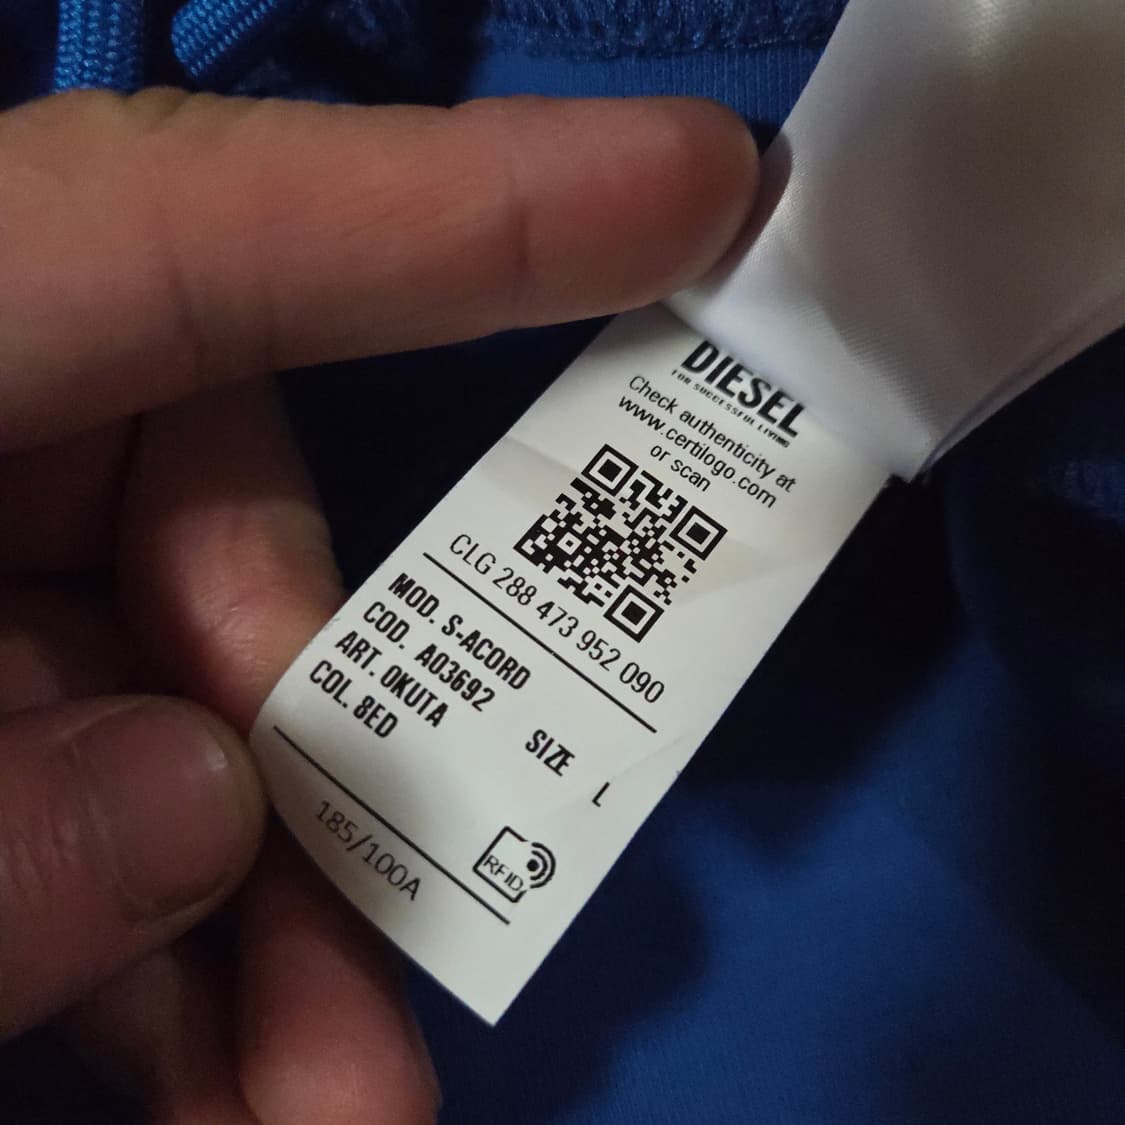 DIESEL
FOR SUCCESSFUL LIVING
Check authenticity at
www.certilogo.com
or scan
CLG 288 473 952 090
MOD. S-ACORD
COD. A03692
ART. 0KUTA
COL. 8ED
SIZE L
RFID
185/100A